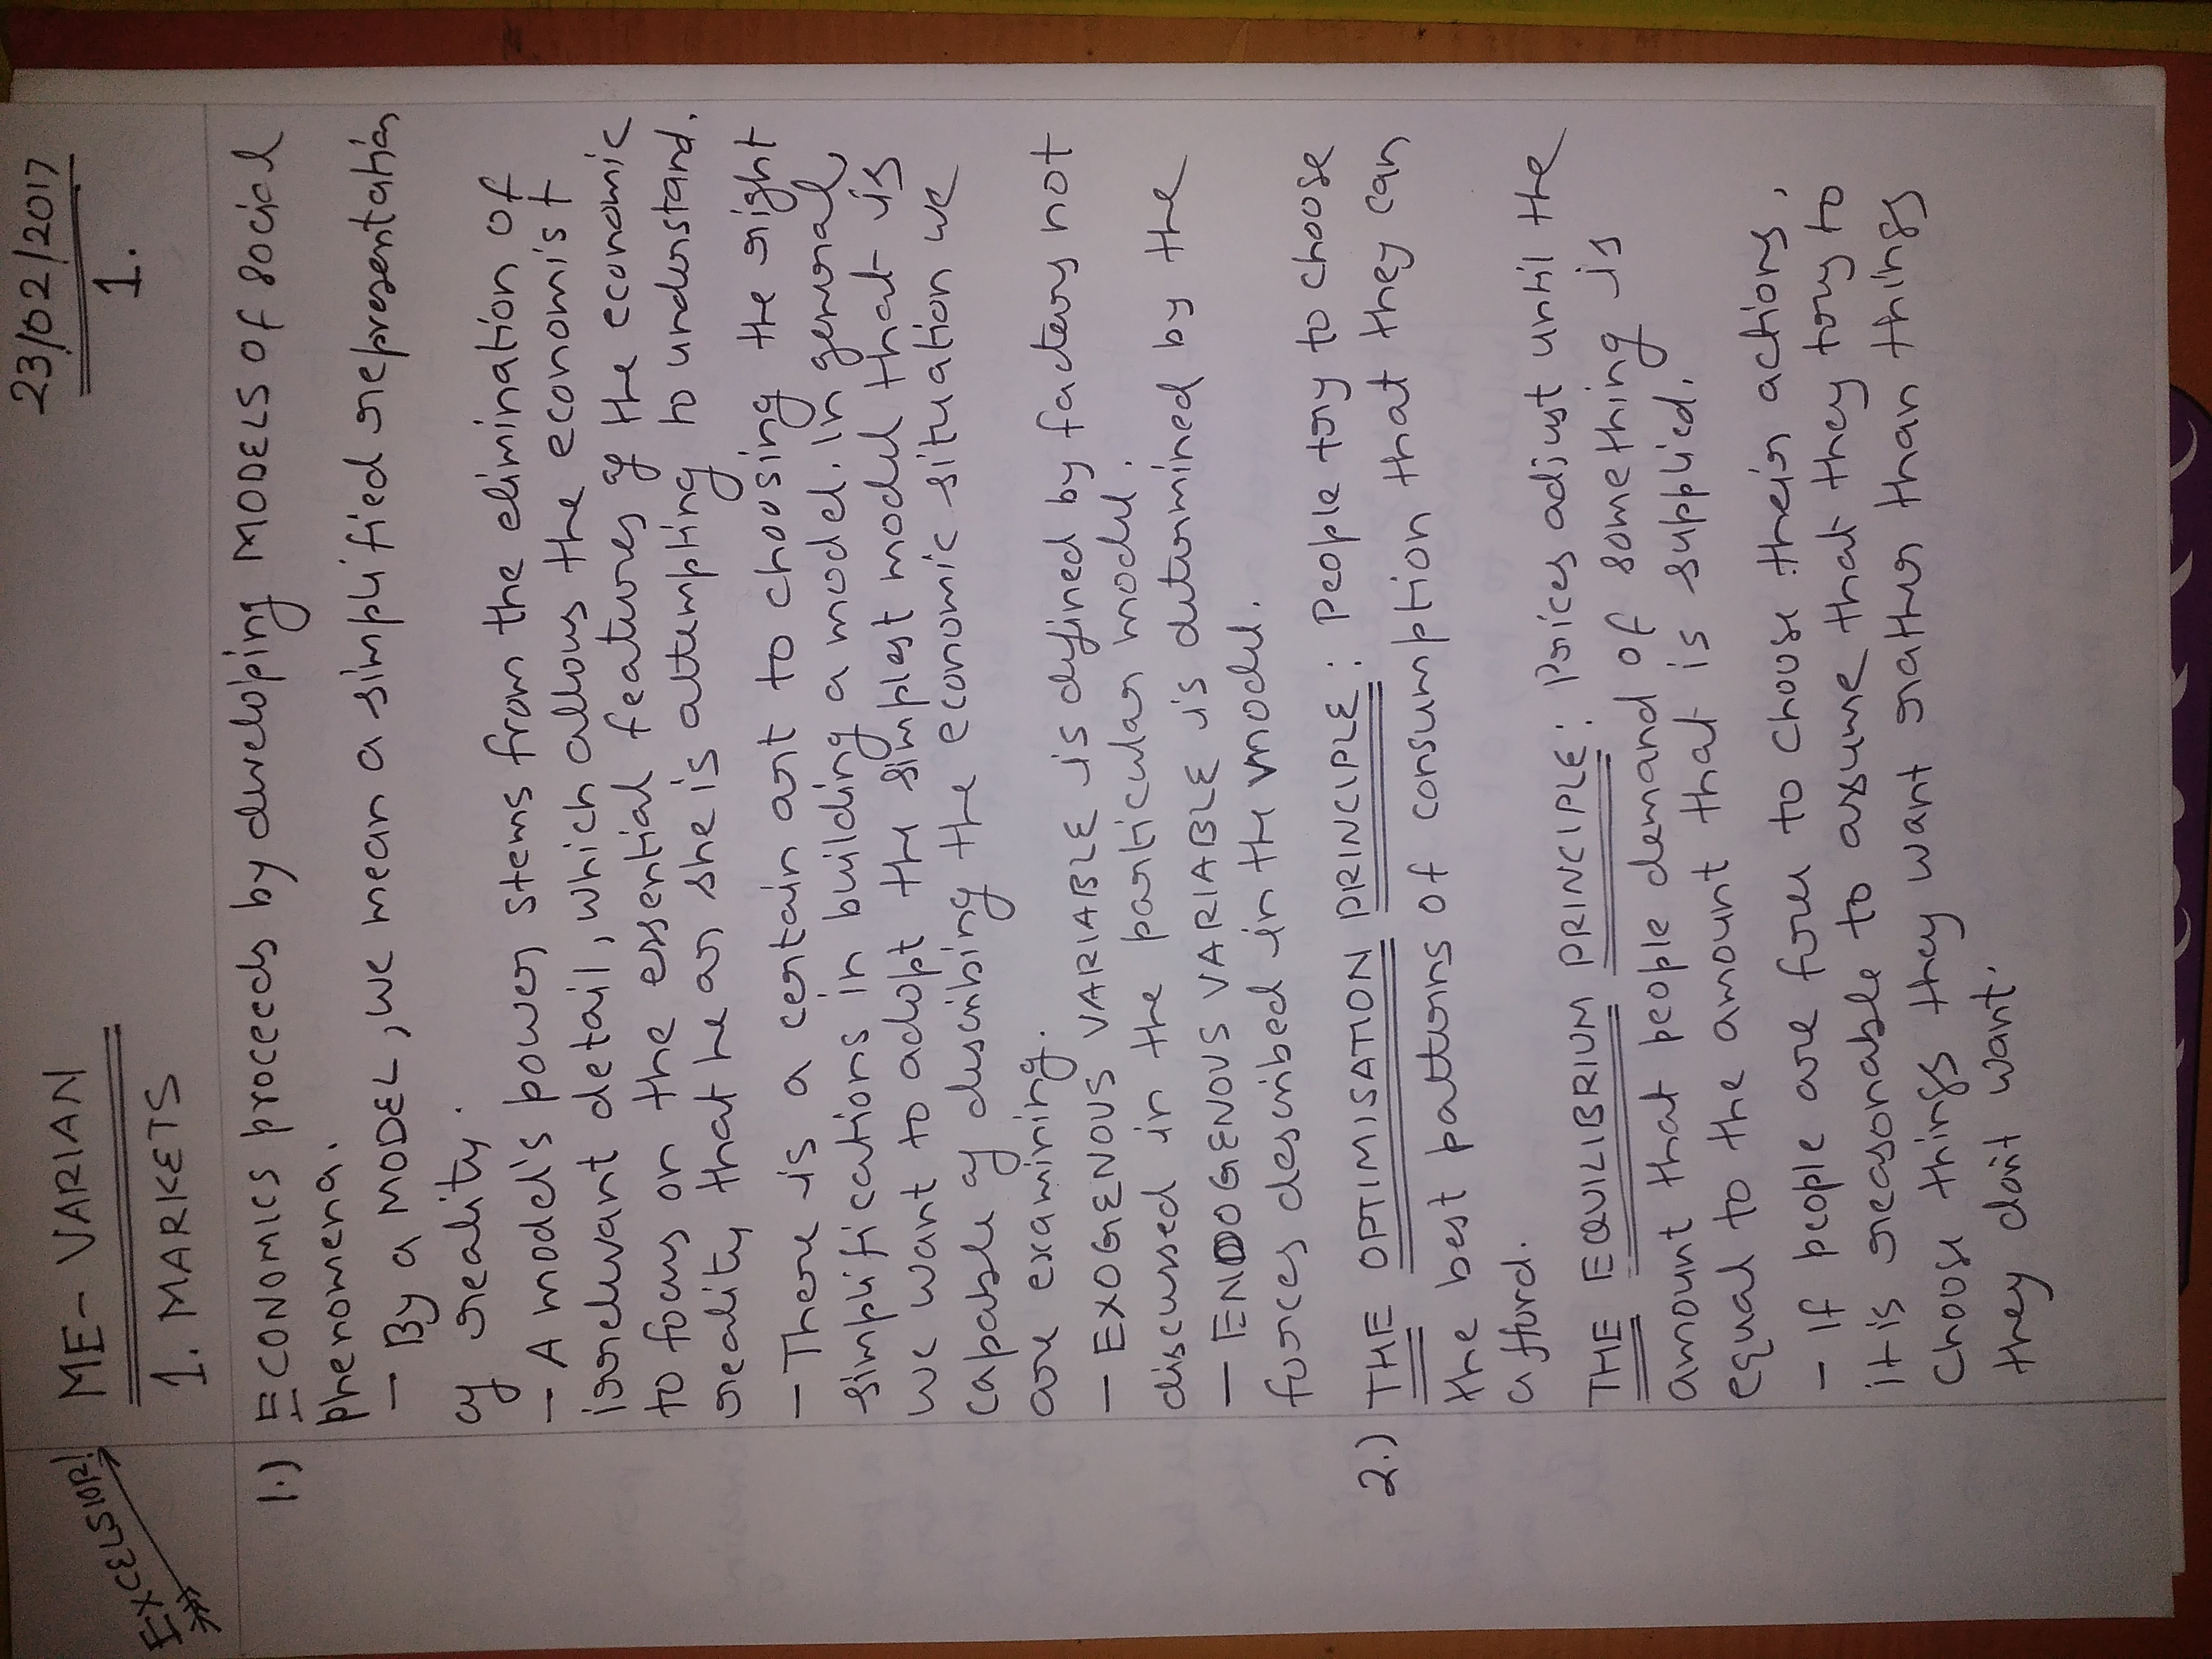 EXCELSIOR!
ME - VARIAN
23/02/2017
1.
1. MARKETS
1.) ECONOMICS proceeds by developing MODELS of social
phenomena.
- By a MODEL, we mean a simplified representation
of reality.
- A model's power stems from the elimination of
irrelevant detail, which allows the economist
to focus on the essential features of the economic
reality that he or she is attempting to understand.
- There is a certain art to choosing the right
simplifications in building a model. In general,
we want to adopt the simplest model that is
capable of describing the economic situation we
are examining.
- EXOGENOUS VARIABLE is defined by factors not
discussed in the particular model.
- ENDOGENOUS VARIABLE is determined by the
forces described in the model.
2.) THE OPTIMISATION PRINCIPLE: People try to choose
the best patterns of consumption that they can
afford.
THE EQUILIBRIUM PRINCIPLE: Prices adjust until the
amount that people demand of something is
equal to the amount that is supplied.
- If people are free to choose their actions,
it is reasonable to assume that they try to
choose things they want rather than things
they don't want.